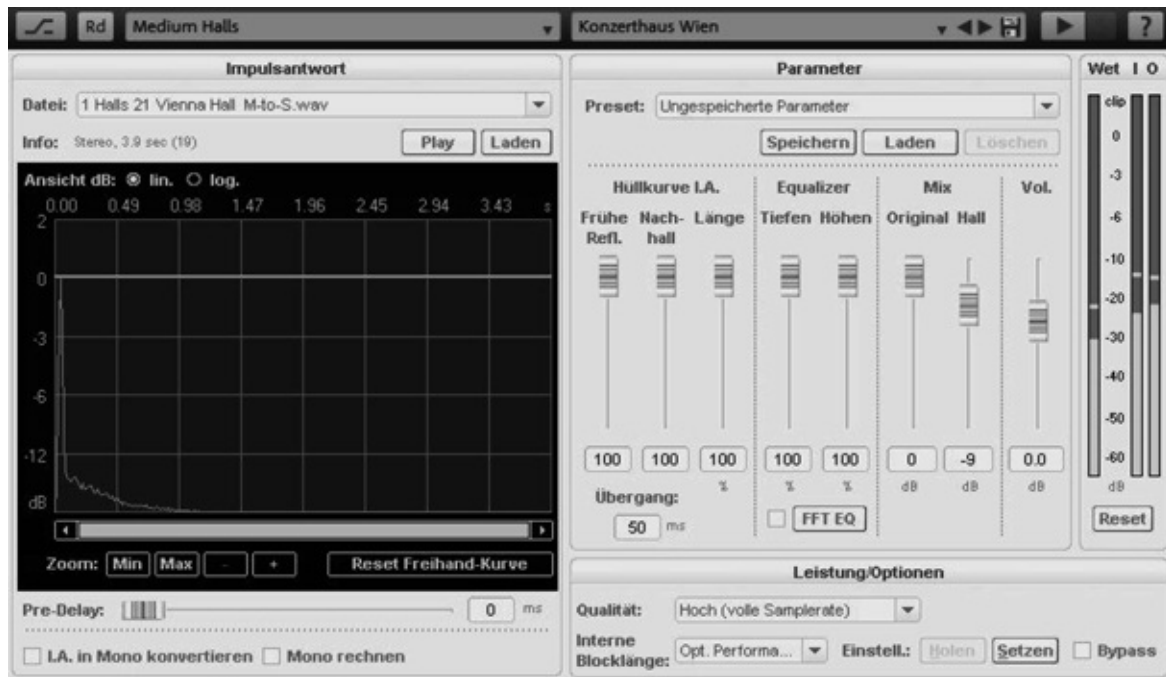 Rd Medium Halls Konzerthaus Wien ?
Impulsantwort
Datei: 1 Halls 21 Vienna Hall M-to-S.wav
Info: Stereo, 3.9 sec (19) Play Laden
Ansicht dB: lin. log.
0.00 0.49 0.98 1.47 1.96 2.45 2.94 3.43 s
2
0
-3
-6
-12
dB
Zoom: Min Max - + Reset Freihand-Kurve
Pre-Delay: 0 ms
I.A. in Mono konvertieren Mono rechnen
Parameter
Preset: Ungespeicherte Parameter
Speichern Laden Löschen
Hüllkurve I.A. Equalizer Mix Vol.
Frühe Nach- Länge Tiefen Höhen Original Hall
Refl. hall
100 100 100 100 100 0 -9 0.0
% % % dB dB dB
Übergang:
50 ms FFT EQ
Wet I O
clip
0
-3
-6
-10
-20
-30
-40
-50
-60
dB
Reset
Leistung/Optionen
Qualität: Hoch (volle Samplerate)
Interne
Blocklänge: Opt. Performa... Einstell.: Holen Setzen Bypass